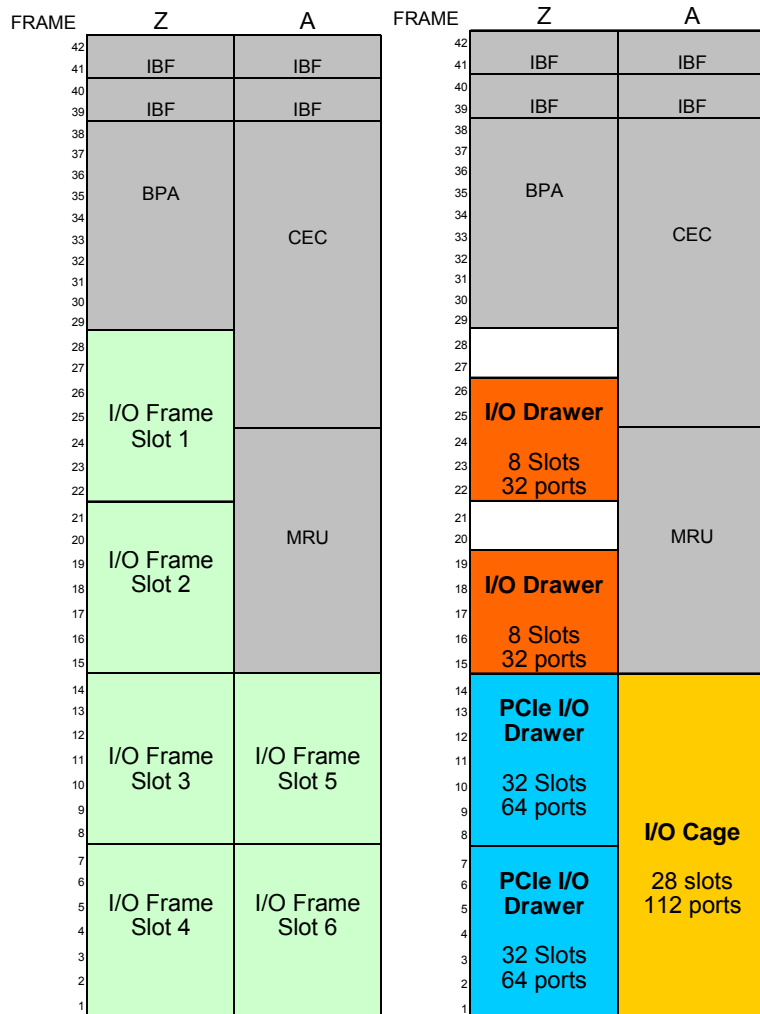 FRAME Z A
42
41 IBF IBF
40
39 IBF IBF
38
37
36
35 BPA
34
33 CEC
32
31
30
29
28
27
26
25 I/O Frame
Slot 1
24
23
22
21
20 MRU
19 I/O Frame
18 Slot 2
17
16
15
14
13
12
11 I/O Frame I/O Frame
10 Slot 3 Slot 5
9
8
7
6
5 I/O Frame I/O Frame
4 Slot 4 Slot 6
3
2
1
FRAME Z A
42
41 IBF IBF
40
39 IBF IBF
38
37
36
35 BPA
34
33 CEC
32
31
30
29
28
27
26
25 I/O Drawer
24
23 8 Slots
22 32 ports
21
20 MRU
19
18 I/O Drawer
17
16 8 Slots
15 32 ports
14
13 PCIe I/O
12 Drawer
11
10 32 Slots
9 64 ports
8 I/O Cage
7
6 PCIe I/O 28 slots
5 Drawer 112 ports
4
3 32 Slots
2 64 ports
1